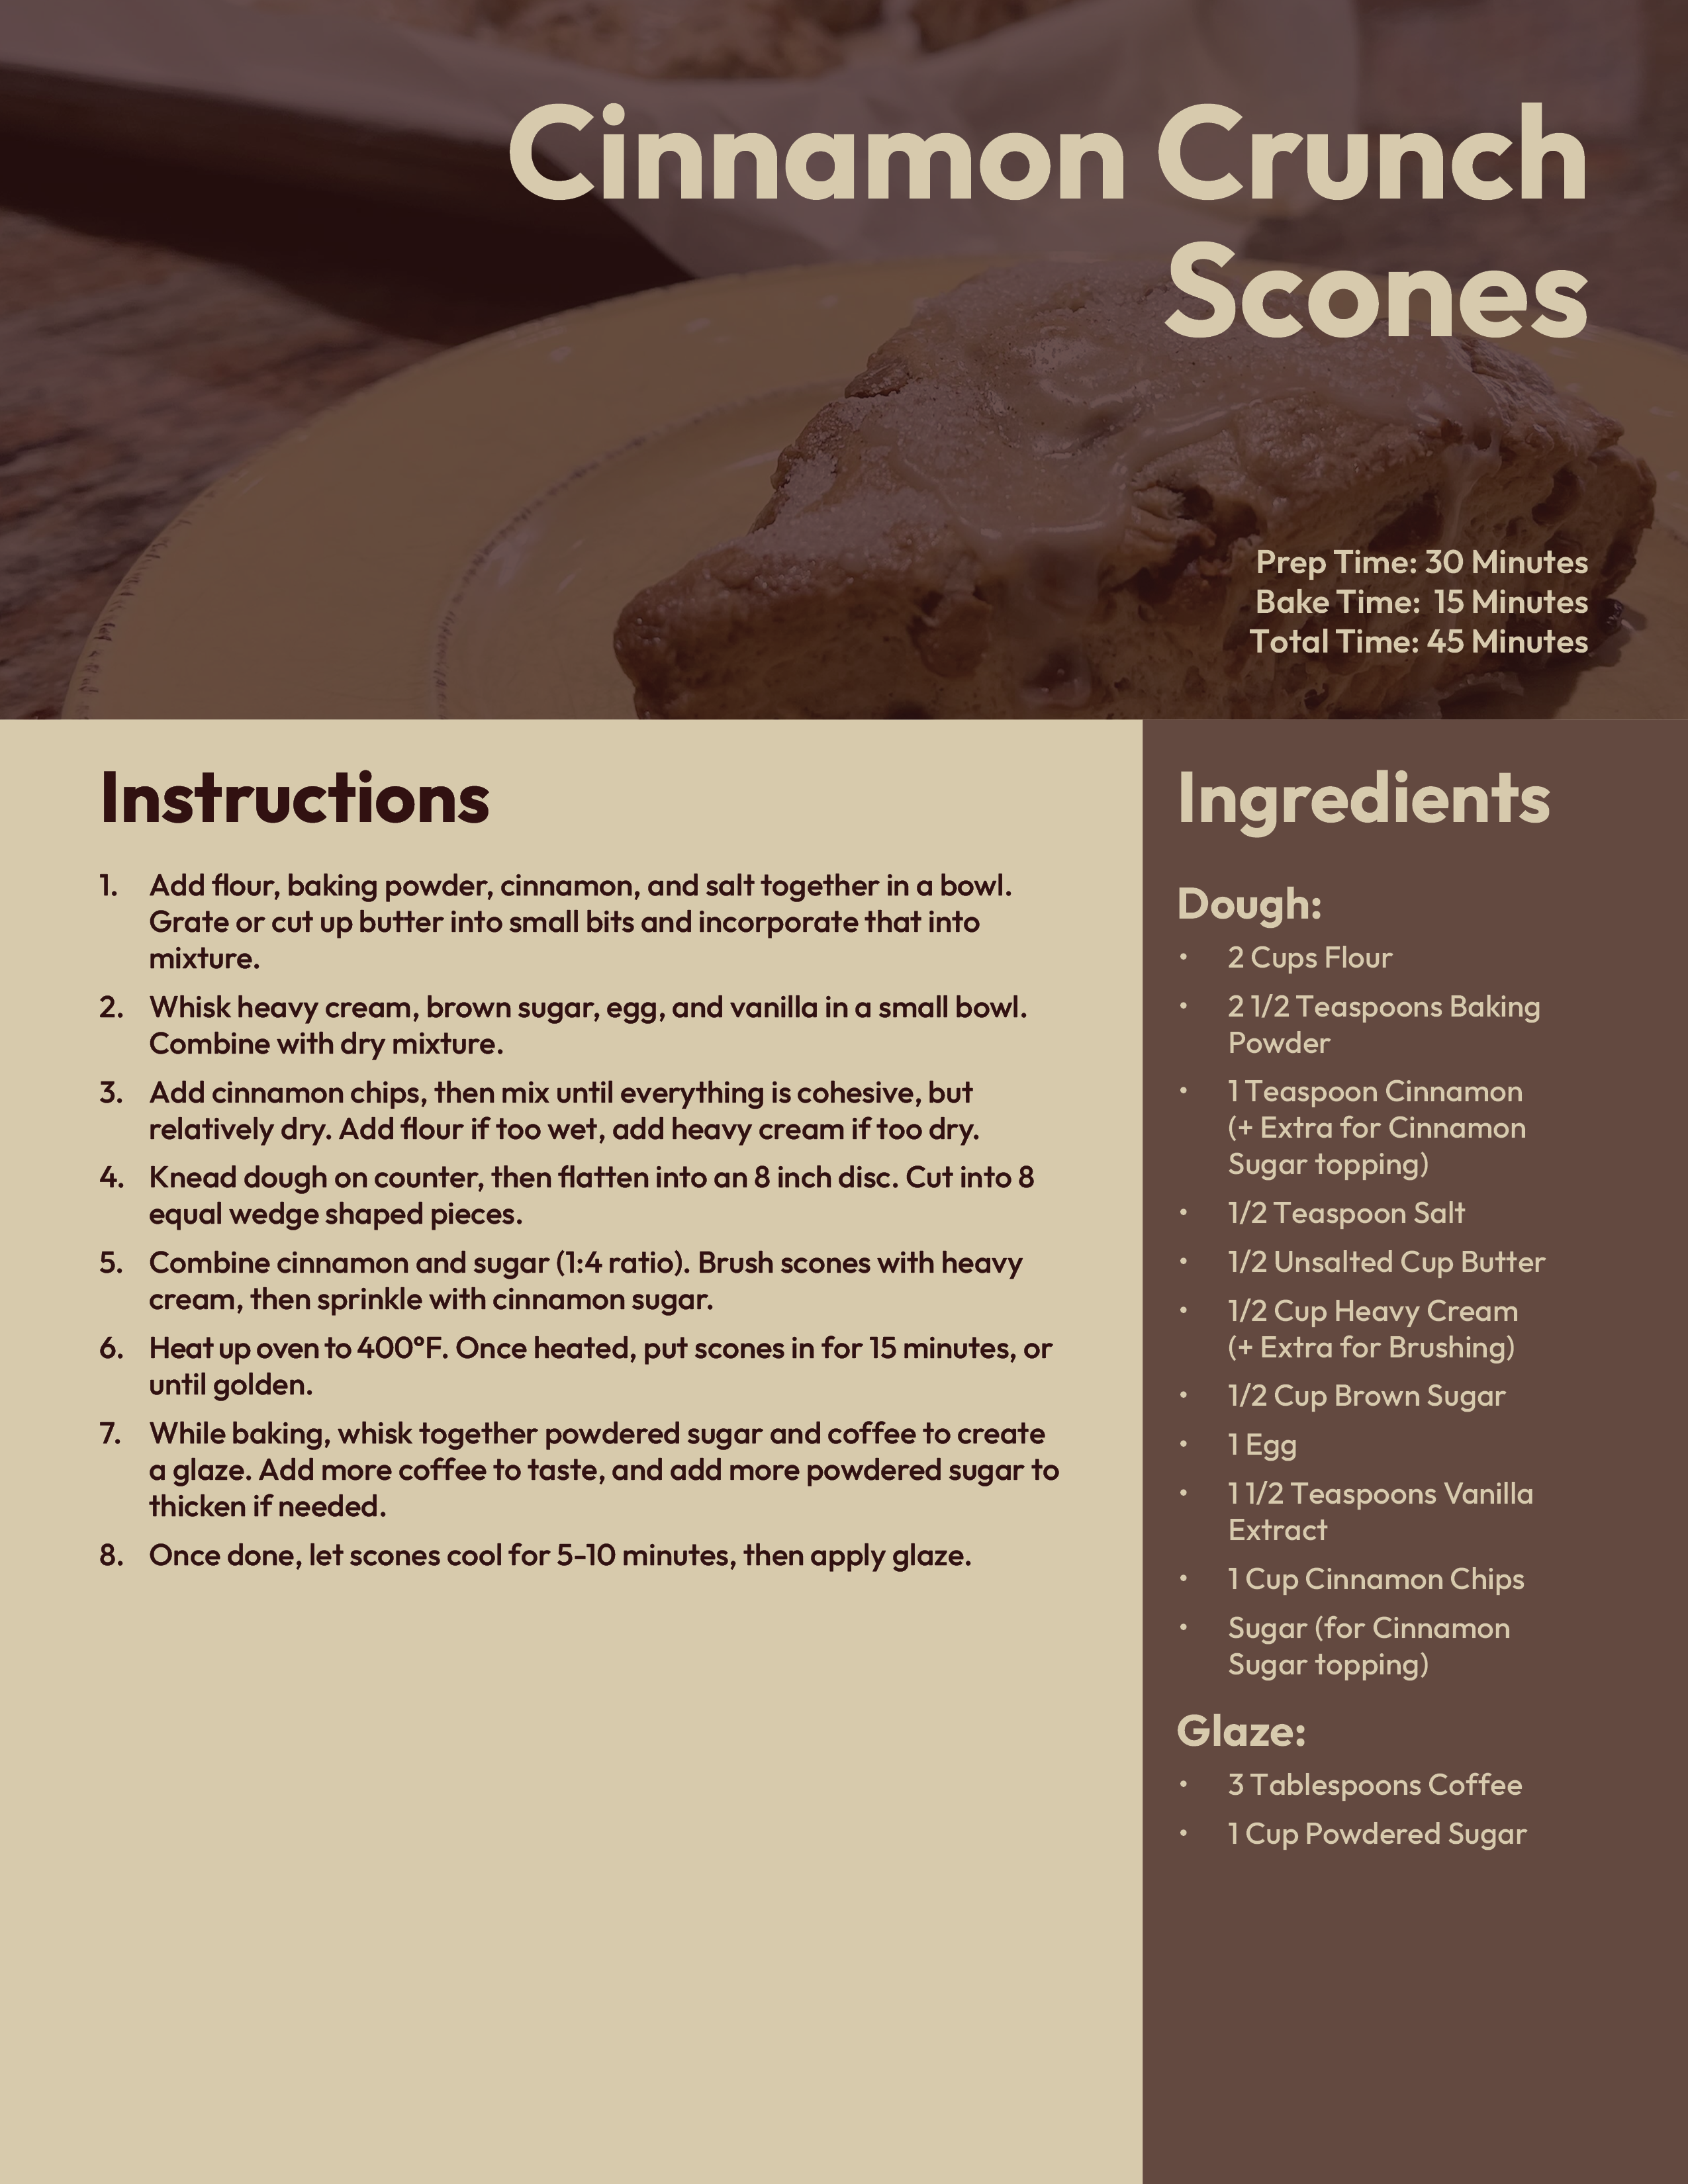 Cinnamon Crunch
Scones
Prep Time: 30 Minutes
Bake Time: 15 Minutes
Total Time: 45 Minutes
Instructions
1. Add flour, baking powder, cinnamon, and salt together in a bowl.
Grate or cut up butter into small bits and incorporate that into
mixture.
2. Whisk heavy cream, brown sugar, egg, and vanilla in a small bowl.
Combine with dry mixture.
3. Add cinnamon chips, then mix until everything is cohesive, but
relatively dry. Add flour if too wet, add heavy cream if too dry.
4. Knead dough on counter, then flatten into an 8 inch disc. Cut into 8
equal wedge shaped pieces.
5. Combine cinnamon and sugar (1:4 ratio). Brush scones with heavy
cream, then sprinkle with cinnamon sugar.
6. Heat up oven to 400°F. Once heated, put scones in for 15 minutes, or
until golden.
7. While baking, whisk together powdered sugar and coffee to create
a glaze. Add more coffee to taste, and add more powdered sugar to
thicken if needed.
8. Once done, let scones cool for 5-10 minutes, then apply glaze.
Ingredients
Dough:
• 2 Cups Flour
• 2 1/2 Teaspoons Baking
Powder
• 1 Teaspoon Cinnamon
(+ Extra for Cinnamon
Sugar topping)
• 1/2 Teaspoon Salt
• 1/2 Unsalted Cup Butter
• 1/2 Cup Heavy Cream
(+ Extra for Brushing)
• 1/2 Cup Brown Sugar
• 1 Egg
• 1 1/2 Teaspoons Vanilla
Extract
• 1 Cup Cinnamon Chips
• Sugar (for Cinnamon
Sugar topping)
Glaze:
• 3 Tablespoons Coffee
• 1 Cup Powdered Sugar